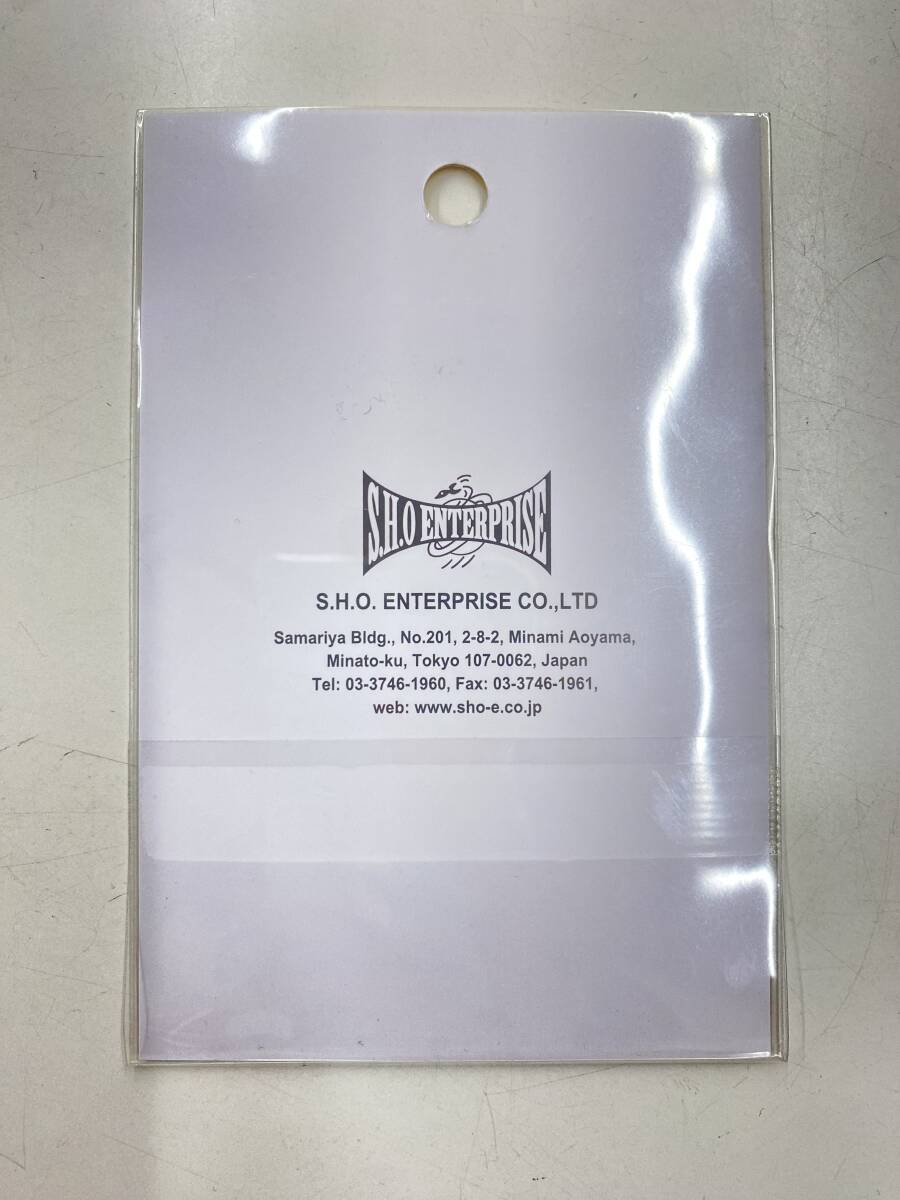 S.H.O ENTERPRISE
S.H.O. ENTERPRISE CO.,LTD
Samariya Bldg., No.201, 2-8-2, Minami Aoyama,
Minato-ku, Tokyo 107-0062, Japan
Tel: 03-3746-1960, Fax: 03-3746-1961,
web: www.sho-e.co.jp